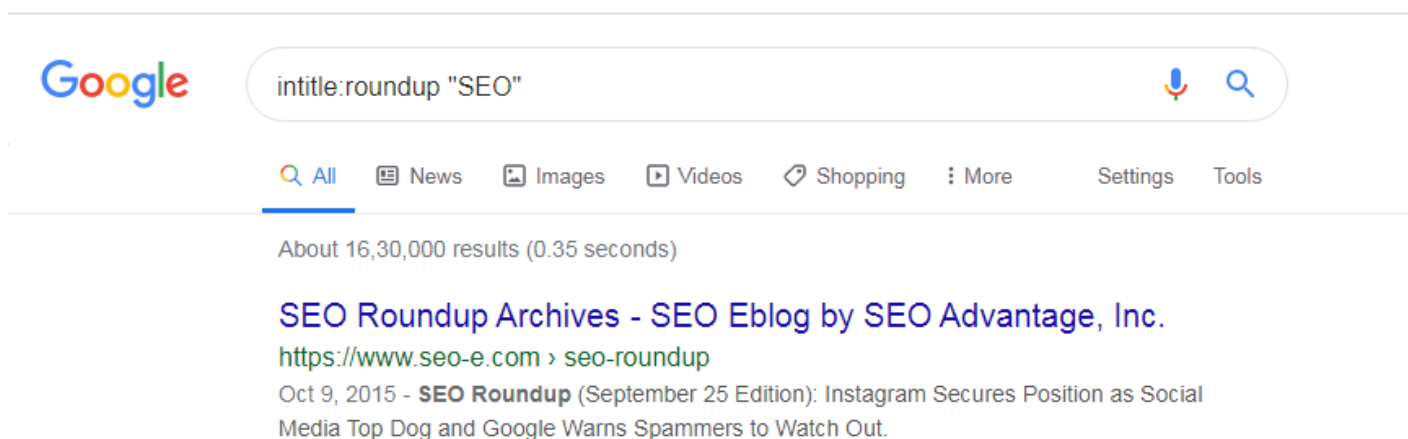 Google
intitle:roundup "SEO"
All News Images Videos Shopping More Settings Tools
About 16,30,000 results (0.35 seconds)
SEO Roundup Archives - SEO Eblog by SEO Advantage, Inc.
https://www.seo-e.com › seo-roundup
Oct 9, 2015 - SEO Roundup (September 25 Edition): Instagram Secures Position as Social
Media Top Dog and Google Warns Spammers to Watch Out.